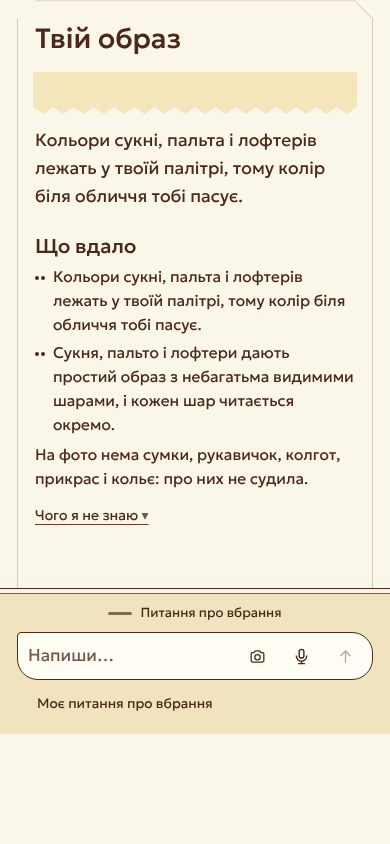 Твій образ
Кольори сукні, пальта і лофтерів
лежать у твоїй палітрі, тому колір
біля обличчя тобі пасує.
Що вдало
•• Кольори сукні, пальта і лофтерів
лежать у твоїй палітрі, тому колір біля
обличчя тобі пасує.
•• Сукня, пальто і лофтери дають
простий образ з небагатьма видимими
шарами, і кожен шар читається
окремо.
На фото нема сумки, рукавичок, колгот,
прикрас і кольє: про них не судила.
Чого я не знаю ▾
Питання про вбрання
Напиши...
Моє питання про вбрання